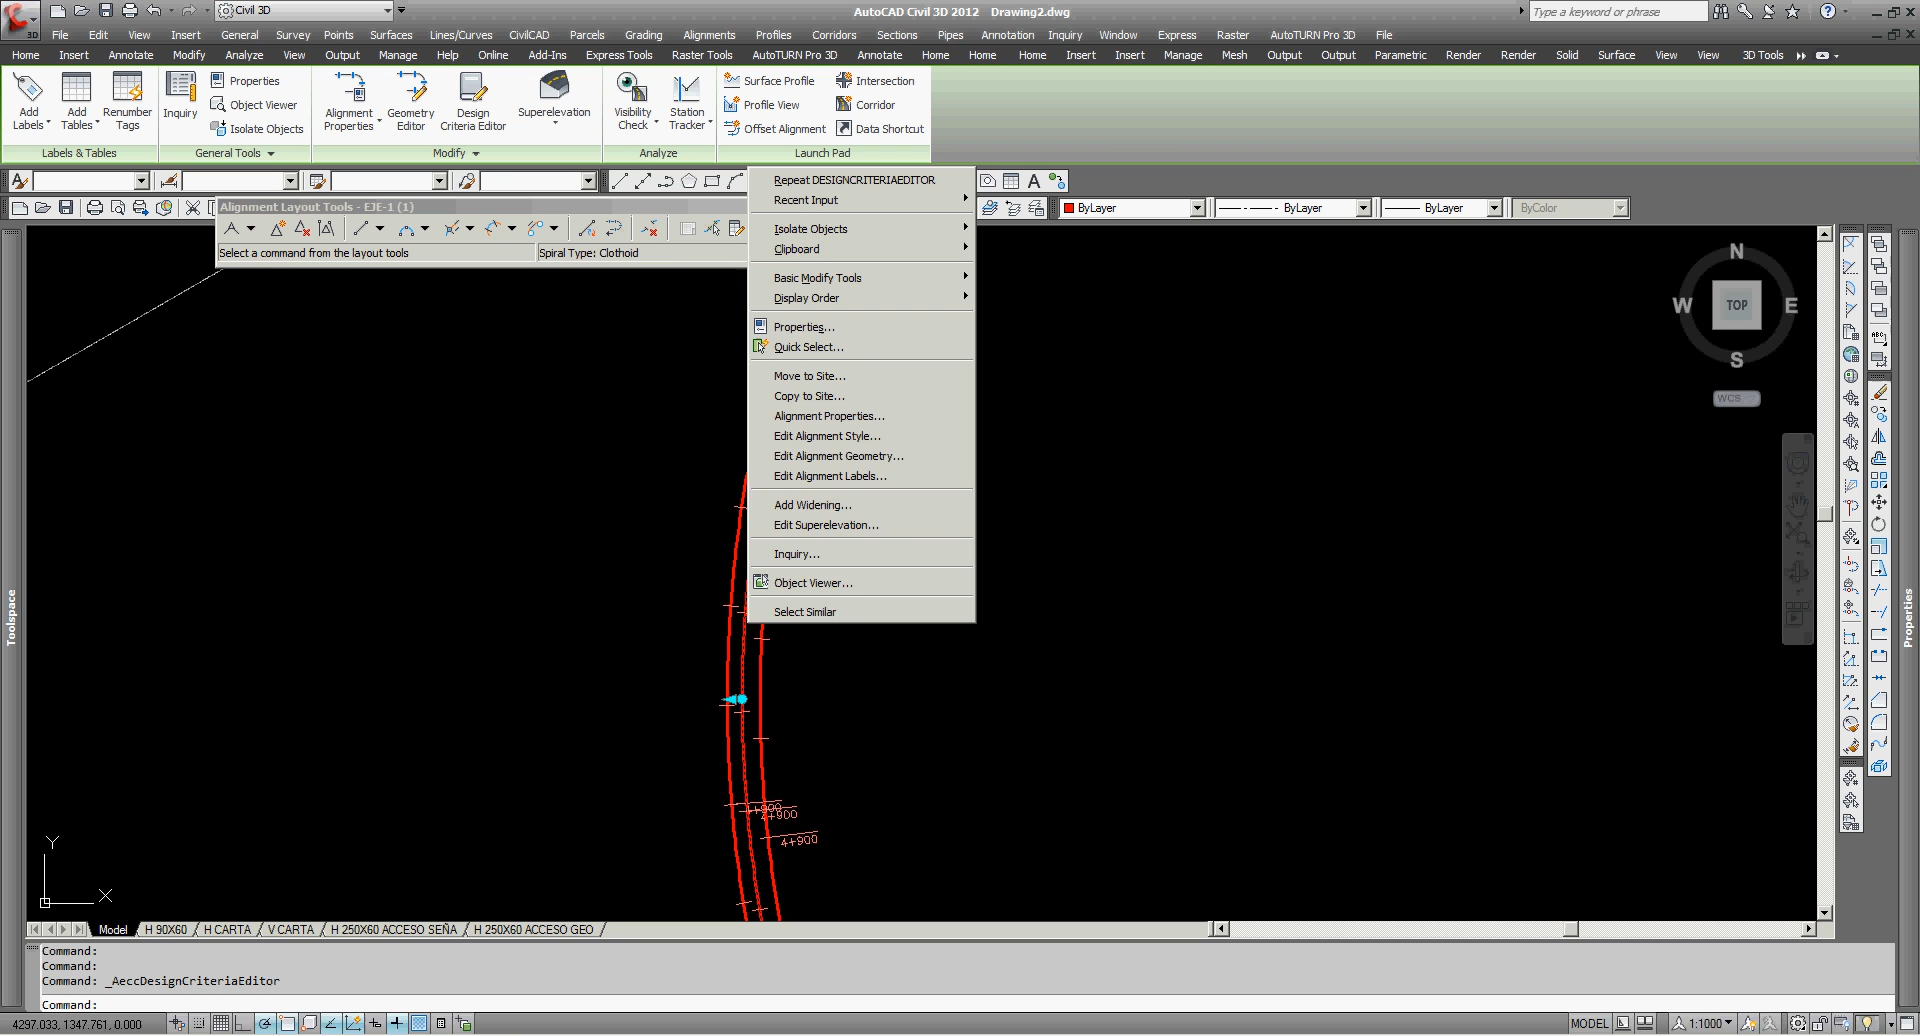 Civil 3D
AutoCAD Civil 3D 2012 Drawing2.dwg
Type a keyword or phrase
3D
File Edit View Insert General Survey Points Surfaces Lines/Curves CivilCAD Parcels Grading Alignments Profiles Corridors Sections Pipes Annotation Inquiry Window Express Raster AutoTURN Pro 3D File
Home Insert Annotate Modify Analyze View Output Manage Help Online Add-Ins Express Tools Raster Tools AutoTURN Pro 3D Annotate Home Home Home Insert Insert Manage Mesh Output Output Parametric Render Render Solid Surface View View 3D Tools
Add Labels
Add Tables
Renumber Tags
Labels & Tables
Inquiry
Properties
Object Viewer
Isolate Objects
General Tools
Alignment Properties
Geometry Editor
Design Criteria Editor
Superelevation
Modify
Visibility Check
Station Tracker
Analyze
Surface Profile
Profile View
Offset Alignment
Intersection
Corridor
Data Shortcut
Launch Pad
ByLayer
ByLayer
ByLayer
ByColor
Alignment Layout Tools - EJE-1 (1)
Select a command from the layout tools
Spiral Type: Clothoid
Repeat DESIGNCRITERIAEDITOR
Recent Input
Isolate Objects
Clipboard
Basic Modify Tools
Display Order
Properties...
Quick Select...
Move to Site...
Copy to Site...
Alignment Properties...
Edit Alignment Style...
Edit Alignment Geometry...
Edit Alignment Labels...
Add Widening...
Edit Superelevation...
Inquiry...
Object Viewer...
Select Similar
N
W
TOP
E
S
WCS
Toolspace
Properties
4+900
4+900
4+900
Y
X
Model H 90X60 H CARTA V CARTA H 250X60 ACCESO SEÑA H 250X60 ACCESO GEO
Command:
Command:
Command: _AeccDesignCriteriaEditor
Command:
4297.033, 1347.761, 0.000
MODEL
1:1000